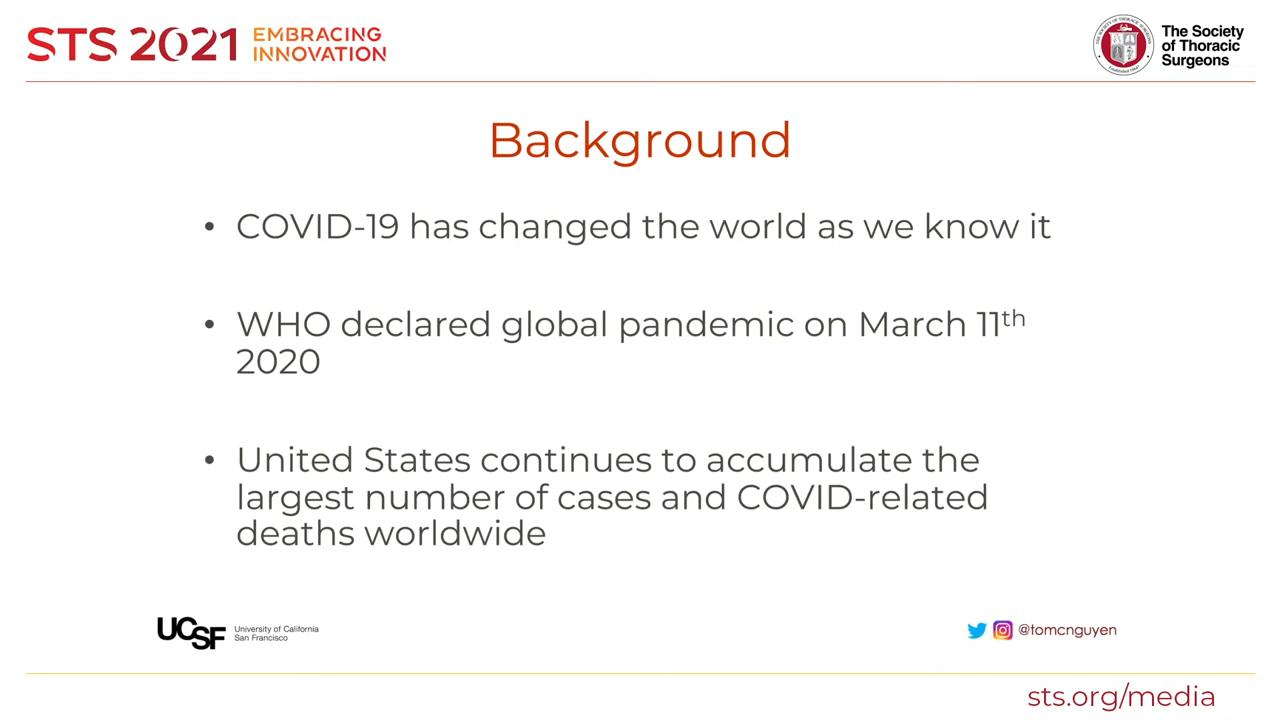 STS 2021 EMBRACING
INNOVATION
The Society
of Thoracic
Surgeons
Background
• COVID-19 has changed the world as we know it
• WHO declared global pandemic on March 11th
2020
• United States continues to accumulate the
largest number of cases and COVID-related
deaths worldwide
UCSF University of California
San Francisco
@tomcnguyen
sts.org/media